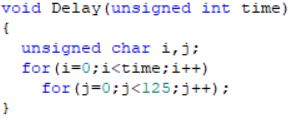 void Delay(unsigned int time)
{
  unsigned char i,j;
  for(i=0;i<time;i++)
    for(j=0;j<125;j++);
}